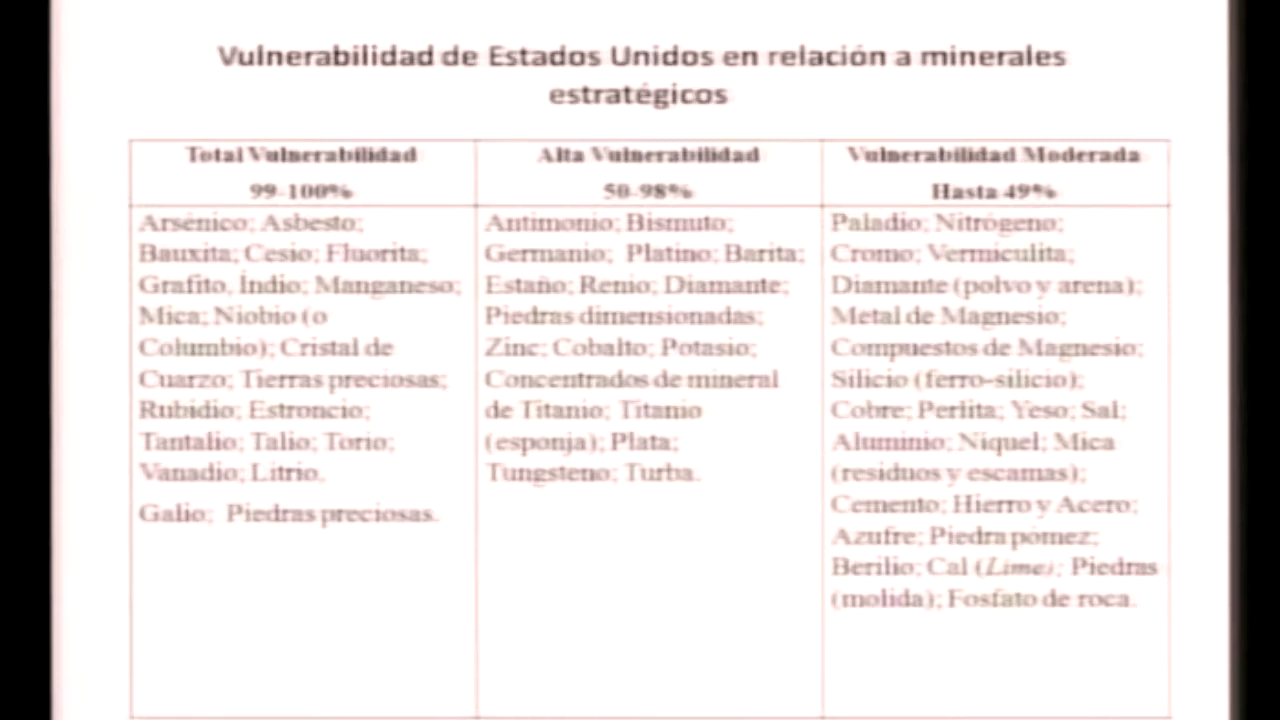 Vulnerabilidad de Estados Unidos en relación a minerales
estratégicos
Total Vulnerabilidad
99-100%
Arsénico; Asbesto;
Bauxita; Cesio; Fluorita;
Grafito, Índio; Manganeso;
Mica; Niobio (o
Columbio); Cristal de
Cuarzo; Tierras preciosas;
Rubidio; Estroncio;
Tantalio; Talio; Torio;
Vanadio; Litrio.
Galio; Piedras preciosas.
Alta Vulnerabilidad
50-98%
Antimonio; Bismuto;
Germanio; Platino; Barita;
Estaño; Renio; Diamante;
Piedras dimensionadas;
Zinc; Cobalto; Potasio;
Concentrados de mineral
de Titanio; Titanio
(esponja); Plata;
Tungsteno; Turba.
Vulnerabilidad Moderada
Hasta 49%
Paladio; Nitrógeno;
Cromo; Vermiculita;
Diamante (polvo y arena);
Metal de Magnesio;
Compuestos de Magnesio;
Silicio (ferro-silicio);
Cobre; Perlita; Yeso; Sal;
Aluminio; Níquel; Mica
(residuos y escamas);
Cemento; Hierro y Acero;
Azufre; Piedra pómez;
Berilio; Cal (Lime); Piedras
(molida); Fosfato de roca.